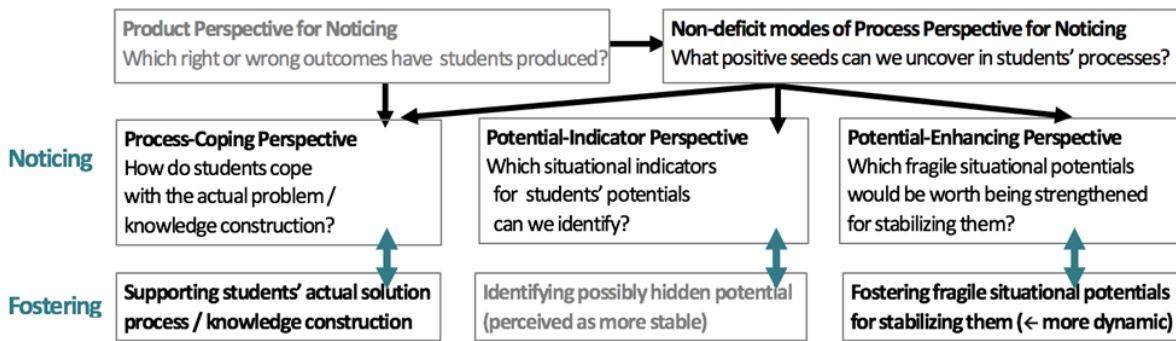 Product Perspective for Noticing
Which right or wrong outcomes have students produced?
Non-deficit modes of Process Perspective for Noticing
What positive seeds can we uncover in students' processes?
Noticing
Process-Coping Perspective
How do students cope
with the actual problem /
knowledge construction?
Potential-Indicator Perspective
Which situational indicators
for students' potentials
can we identify?
Potential-Enhancing Perspective
Which fragile situational potentials
would be worth being strengthened
for stabilizing them?
Fostering
Supporting students' actual solution
process / knowledge construction
Identifying possibly hidden potential
(perceived as more stable)
Fostering fragile situational potentials
for stabilizing them (← more dynamic)